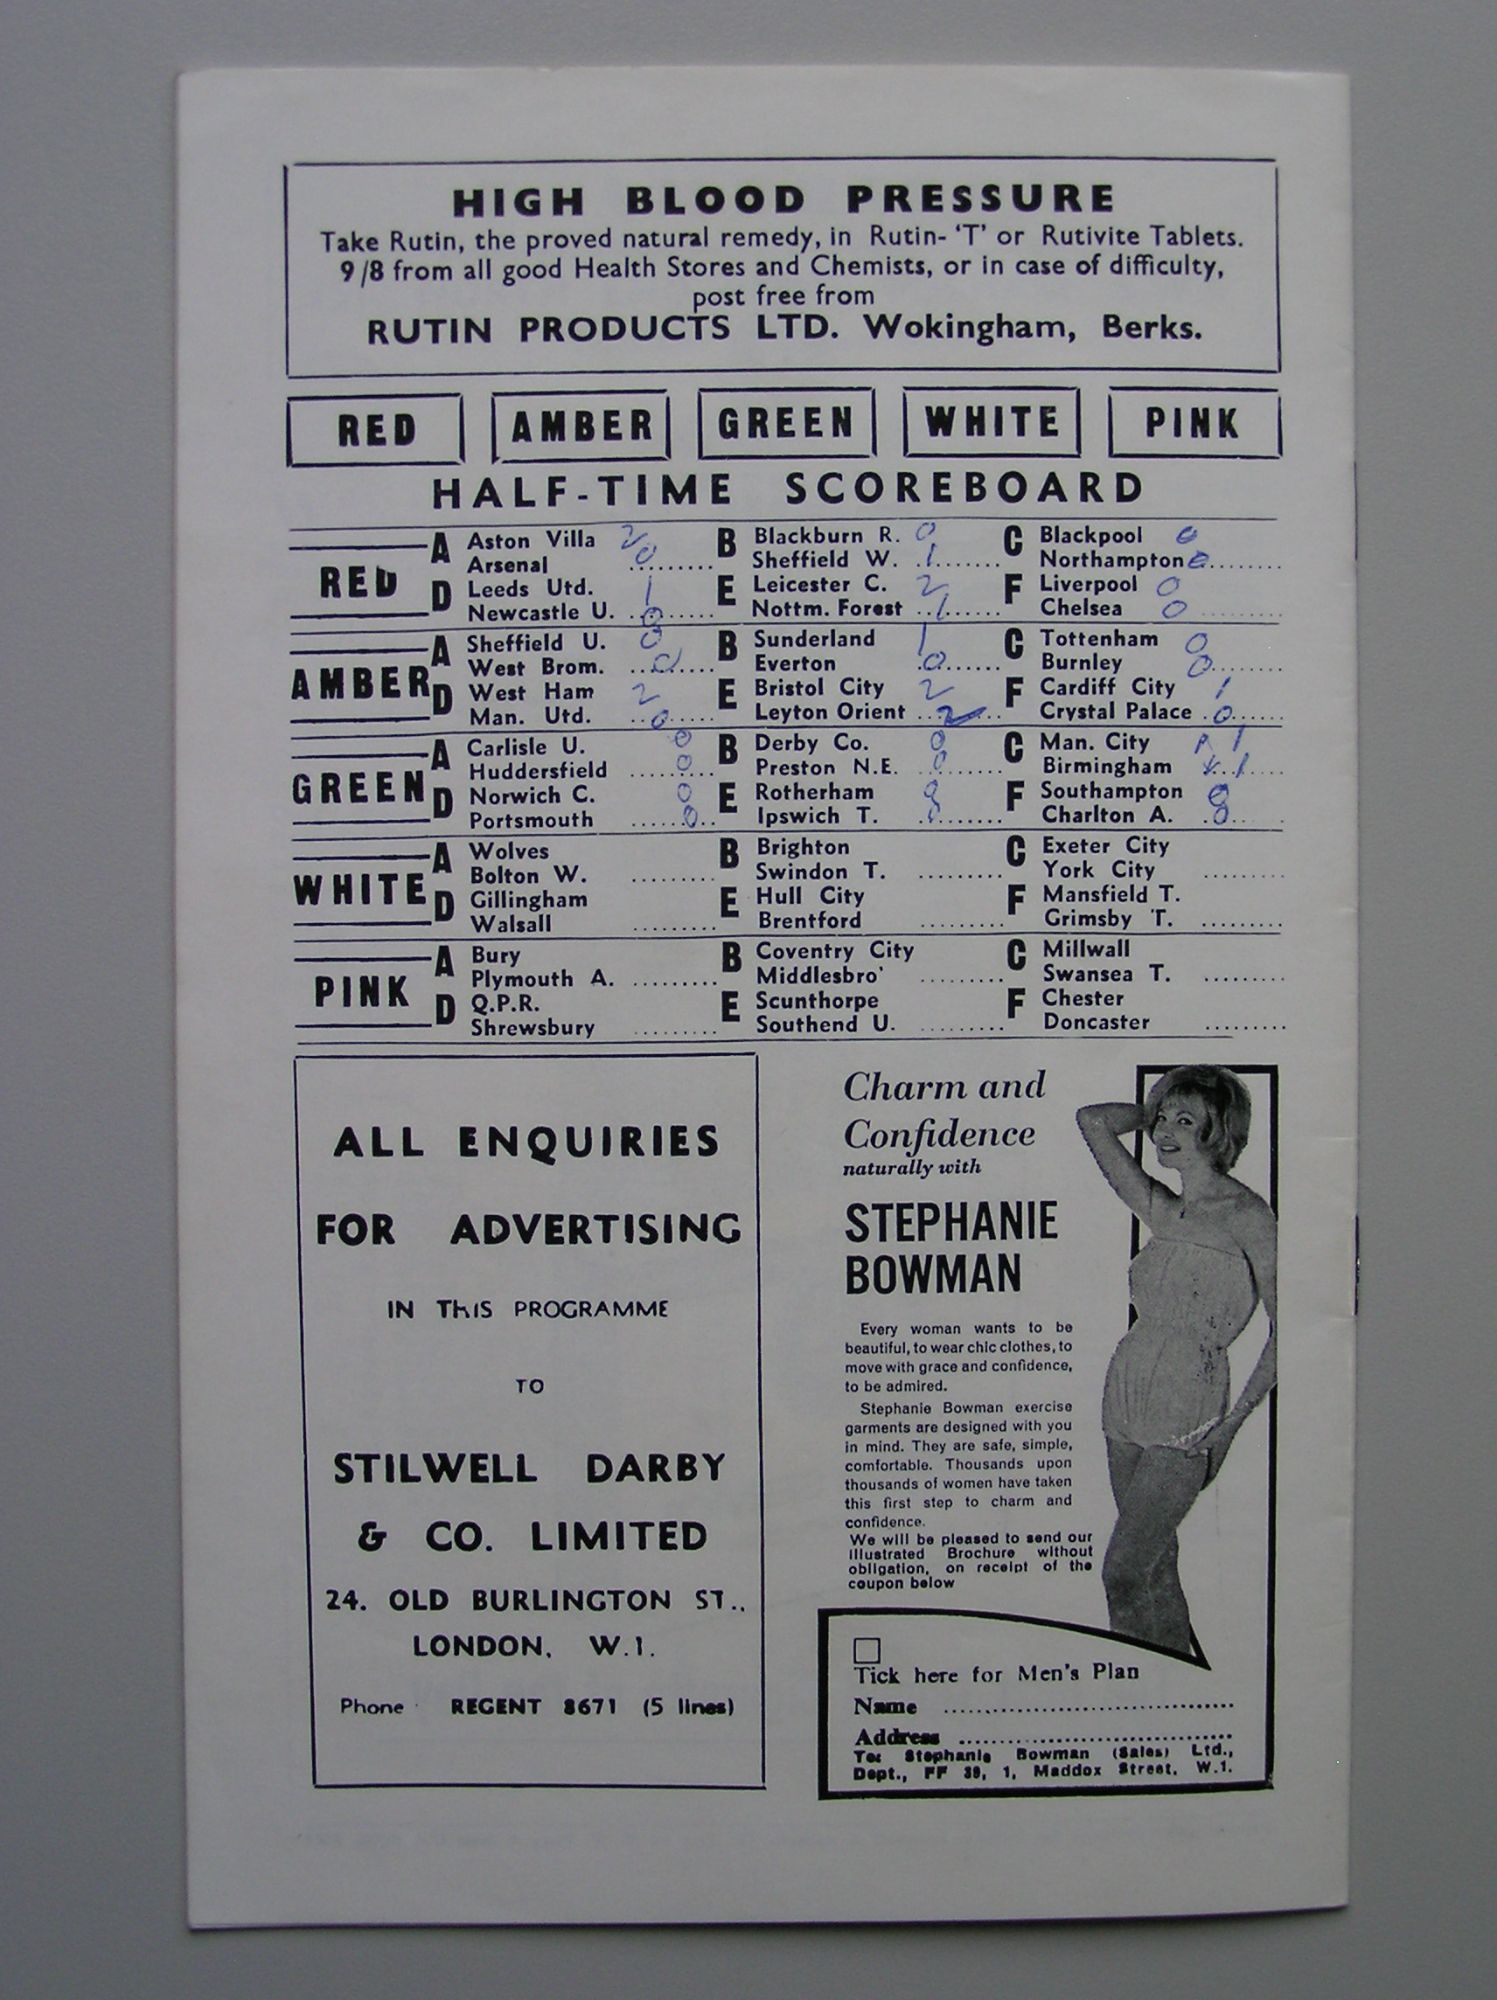 HIGH BLOOD PRESSURE
Take Rutin, the proved natural remedy, in Rutin- 'T' or Rutivite Tablets.
9/8 from all good Health Stores and Chemists, or in case of difficulty,
post free from
RUTIN PRODUCTS LTD. Wokingham, Berks.
RED AMBER GREEN WHITE PINK
HALF-TIME SCOREBOARD
RED
A Aston Villa 2 B Blackburn R. 0 C Blackpool 0
Arsenal ......... 0 Sheffield W. ......... 1 Northampton ......... 0
D Leeds Utd. 1 E Leicester C. 2 F Liverpool 0
Newcastle U. ......... 0 Nottm. Forest ......... 1 Chelsea ......... 0
AMBER
A Sheffield U. 0 B Sunderland 1 C Tottenham 0
West Brom. ......... 0 Everton ......... 0 Burnley ......... 0
D West Ham 2 E Bristol City 2 F Cardiff City 1
Man. Utd. ......... 0 Leyton Orient ......... 2 Crystal Palace ......... 0
GREEN
A Carlisle U. 0 B Derby Co. 0 C Man. City 1
Huddersfield ......... 0 Preston N.E. ......... 0 Birmingham ......... 1
D Norwich C. 0 E Rotherham F Southampton 0
Portsmouth ......... 0 Ipswich T. ......... Charlton A. ......... 0
WHITE
A Wolves B Brighton C Exeter City
Bolton W. ......... Swindon T. ......... York City .........
D Gillingham E Hull City F Mansfield T.
Walsall ......... Brentford ......... Grimsby T. .........
PINK
A Bury B Coventry City C Millwall
Plymouth A. ......... Middlesbro' ......... Swansea T. .........
D Q.P.R. E Scunthorpe F Chester
Shrewsbury ......... Southend U. ......... Doncaster .........
ALL ENQUIRIES
FOR ADVERTISING
IN THIS PROGRAMME
TO
STILWELL DARBY
& CO. LIMITED
24. OLD BURLINGTON ST.,
LONDON, W.1.
Phone REGENT 8671 (5 lines)
Charm and
Confidence
naturally with
STEPHANIE
BOWMAN
Every woman wants to be
beautiful, to wear chic clothes, to
move with grace and confidence,
to be admired.
Stephanie Bowman exercise
garments are designed with you
in mind. They are safe, simple,
comfortable. Thousands upon
thousands of women have taken
this first step to charm and
confidence.
We will be pleased to send our
Illustrated Brochure without
obligation, on receipt of the
coupon below
Tick here for Men's Plan
Name ....................................
Address ..................................
To: Stephanie Bowman (Sales) Ltd.,
Dept., FF 39, 1, Maddox Street, W.1.